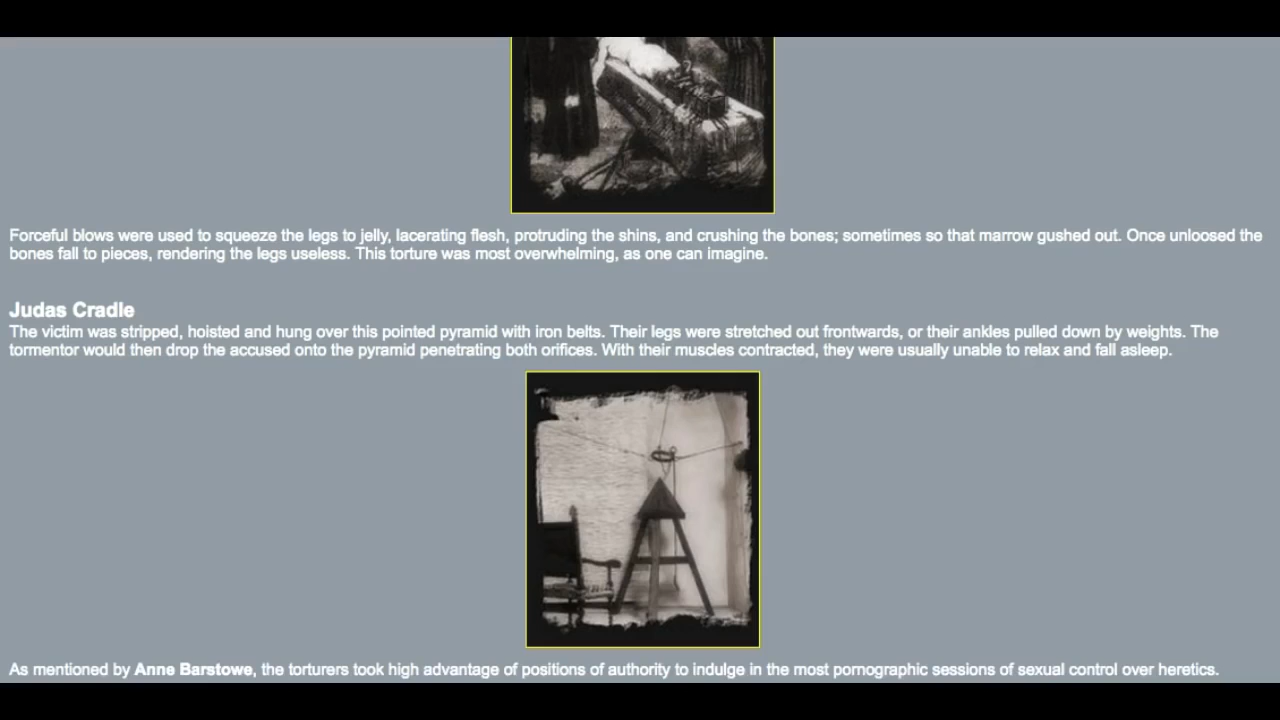 Forceful blows were used to squeeze the legs to jelly, lacerating flesh, protruding the shins, and crushing the bones; sometimes so that marrow gushed out. Once unloosed the
bones fall to pieces, rendering the legs useless. This torture was most overwhelming, as one can imagine.
Judas Cradle
The victim was stripped, hoisted and hung over this pointed pyramid with iron belts. Their legs were stretched out frontwards, or their ankles pulled down by weights. The
tormentor would then drop the accused onto the pyramid penetrating both orifices. With their muscles contracted, they were usually unable to relax and fall asleep.
As mentioned by Anne Barstowe, the torturers took high advantage of positions of authority to indulge in the most pornographic sessions of sexual control over heretics.